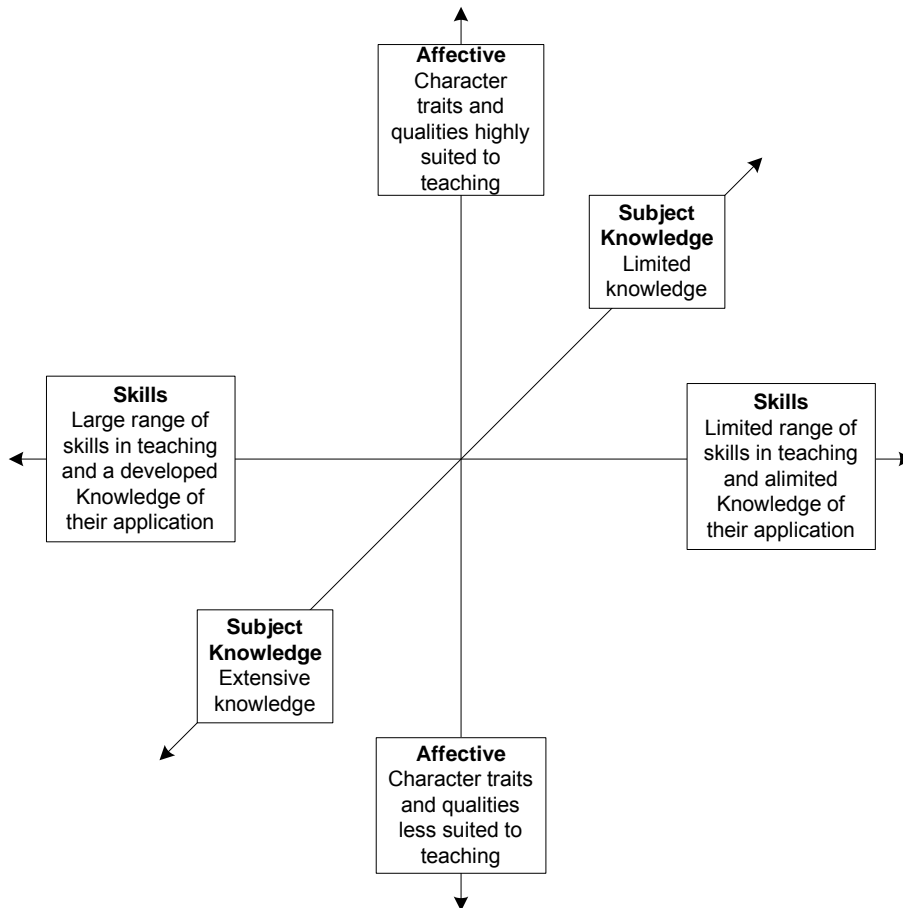 Affective
Character
traits and
qualities highly
suited to
teaching
Subject
Knowledge
Limited
knowledge
Skills
Large range of
skills in teaching
and a developed
Knowledge of
their application
Skills
Limited range of
skills in teaching
and alimited
Knowledge of
their application
Subject
Knowledge
Extensive
knowledge
Affective
Character traits
and qualities
less suited to
teaching